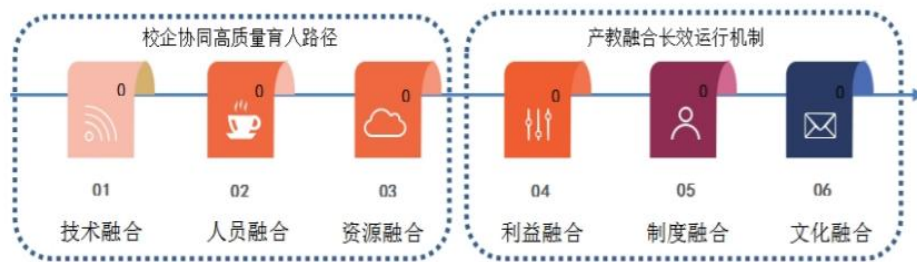 校企协同高质量育人路径
产教融合长效运行机制
0 0 0 0 0 0
01 02 03 04 05 06
技术融合 人员融合 资源融合 利益融合 制度融合 文化融合